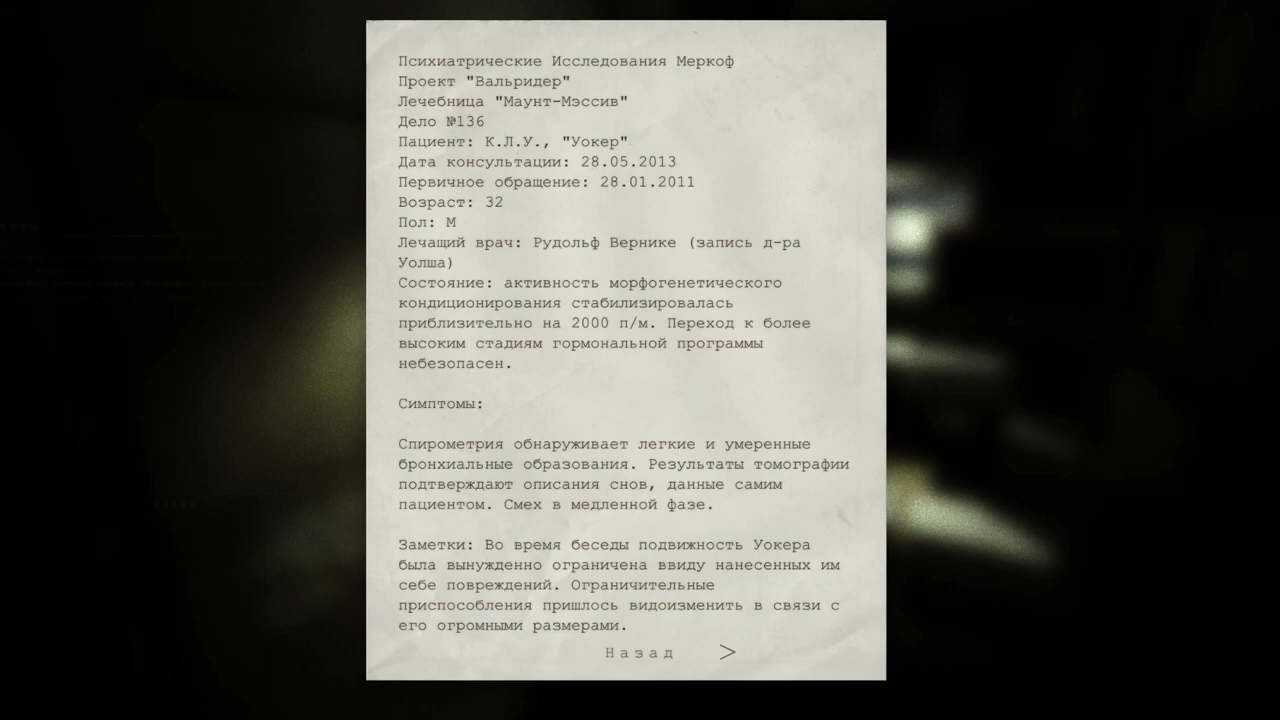 Психиатрические Исследования Меркоф
Проект "Вальридер"
Лечебница "Маунт-Мэссив"
Дело №136
Пациент: К.Л.У., "Уокер"
Дата консультации: 28.05.2013
Первичное обращение: 28.01.2011
Возраст: 32
Пол: М
Лечащий врач: Рудольф Вернике (запись д-ра
Уолша)
Состояние: активность морфогенетического
кондиционирования стабилизировалась
приблизительно на 2000 п/м. Переход к более
высоким стадиям гормональной программы
небезопасен.
Симптомы:
Спирометрия обнаруживает легкие и умеренные
бронхиальные образования. Результаты томографии
подтверждают описания снов, данные самим
пациентом. Смех в медленной фазе.
Заметки: Во время беседы подвижность Уокера
была вынужденно ограничена ввиду нанесенных им
себе повреждений. Ограничительные
приспособления пришлось видоизменить в связи с
его огромными размерами.
Назад >